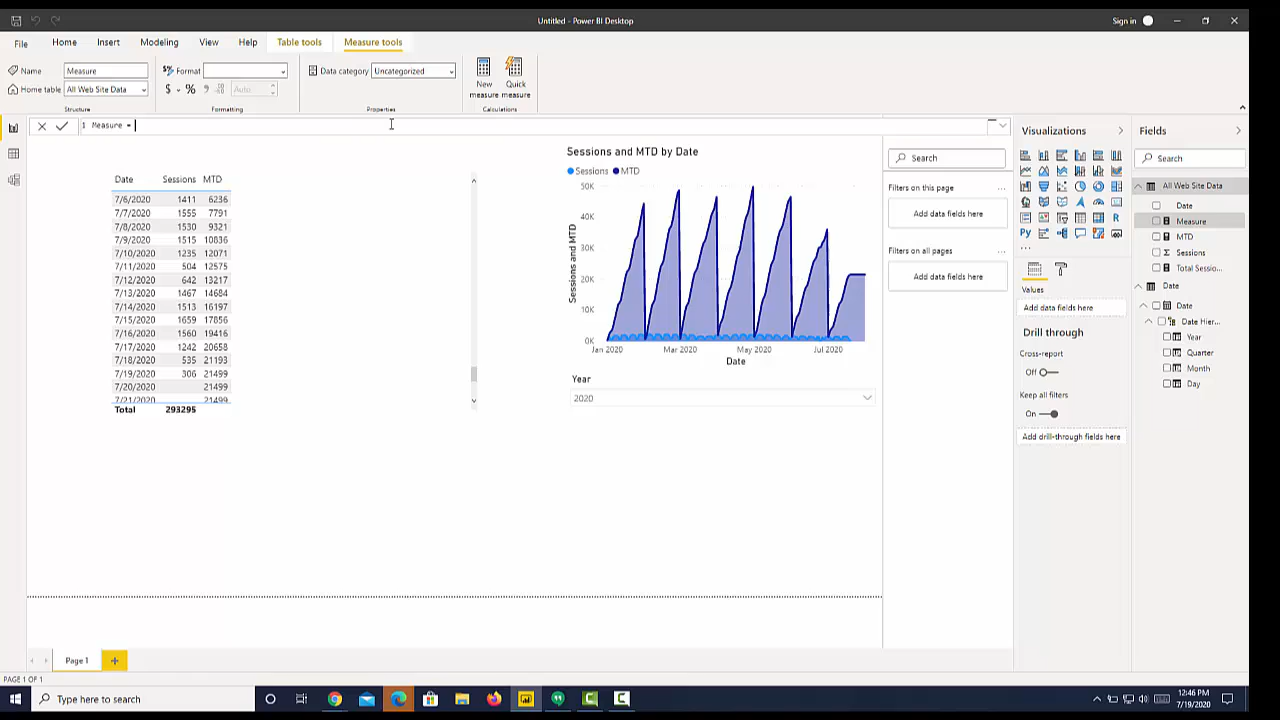 Untitled - Power BI Desktop
Sign in
File Home Insert Modeling View Help Table tools Measure tools
Name Measure
Home table All Web Site Data
Structure
Format
$ % Auto
Formatting
Data category Uncategorized
Properties
New measure
Quick measure
Calculations
1 Measure =
Date Sessions MTD
7/6/2020 1411 6236
7/7/2020 1555 7791
7/8/2020 1530 9321
7/9/2020 1515 10836
7/10/2020 1235 12071
7/11/2020 504 12575
7/12/2020 642 13217
7/13/2020 1467 14684
7/14/2020 1513 16197
7/15/2020 1659 17856
7/16/2020 1560 19416
7/17/2020 1242 20658
7/18/2020 535 21193
7/19/2020 306 21499
7/20/2020 21499
7/21/2020 21499
Total 293295
Sessions and MTD by Date
Sessions MTD
Sessions and MTD
50K
40K
30K
20K
10K
0K
Jan 2020 Mar 2020 May 2020 Jul 2020
Date
Year
2020
Search
Filters on this page ...
Add data fields here
Filters on all pages ...
Add data fields here
Visualizations
R
Py
...
Values
Add data fields here
Drill through
Cross-report
Off
Keep all filters
On
Add drill-through fields here
Fields
Search
All Web Site Data
Date
Measure
MTD
Σ Sessions
Total Sessio...
Date
Date
Date Hier...
Year
Quarter
Month
Day
Page 1
PAGE 1 OF 1
Type here to search
12:46 PM
7/19/2020